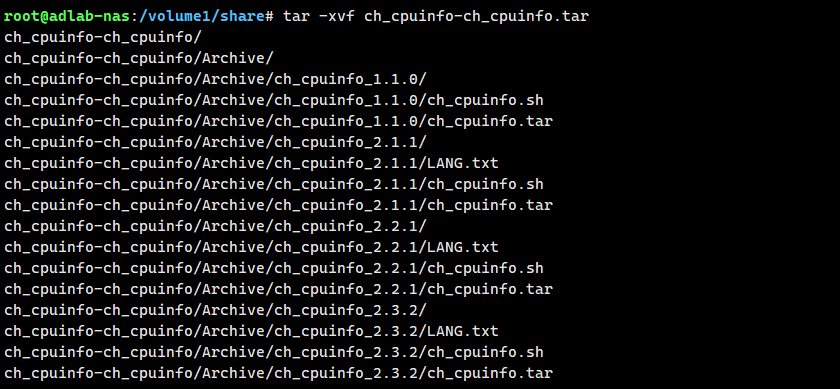 root@adlab-nas:/volume1/share# tar -xvf ch_cpuinfo-ch_cpuinfo.tar
ch_cpuinfo-ch_cpuinfo/
ch_cpuinfo-ch_cpuinfo/Archive/
ch_cpuinfo-ch_cpuinfo/Archive/ch_cpuinfo_1.1.0/
ch_cpuinfo-ch_cpuinfo/Archive/ch_cpuinfo_1.1.0/ch_cpuinfo.sh
ch_cpuinfo-ch_cpuinfo/Archive/ch_cpuinfo_1.1.0/ch_cpuinfo.tar
ch_cpuinfo-ch_cpuinfo/Archive/ch_cpuinfo_2.1.1/
ch_cpuinfo-ch_cpuinfo/Archive/ch_cpuinfo_2.1.1/LANG.txt
ch_cpuinfo-ch_cpuinfo/Archive/ch_cpuinfo_2.1.1/ch_cpuinfo.sh
ch_cpuinfo-ch_cpuinfo/Archive/ch_cpuinfo_2.1.1/ch_cpuinfo.tar
ch_cpuinfo-ch_cpuinfo/Archive/ch_cpuinfo_2.2.1/
ch_cpuinfo-ch_cpuinfo/Archive/ch_cpuinfo_2.2.1/LANG.txt
ch_cpuinfo-ch_cpuinfo/Archive/ch_cpuinfo_2.2.1/ch_cpuinfo.sh
ch_cpuinfo-ch_cpuinfo/Archive/ch_cpuinfo_2.2.1/ch_cpuinfo.tar
ch_cpuinfo-ch_cpuinfo/Archive/ch_cpuinfo_2.3.2/
ch_cpuinfo-ch_cpuinfo/Archive/ch_cpuinfo_2.3.2/LANG.txt
ch_cpuinfo-ch_cpuinfo/Archive/ch_cpuinfo_2.3.2/ch_cpuinfo.sh
ch_cpuinfo-ch_cpuinfo/Archive/ch_cpuinfo_2.3.2/ch_cpuinfo.tar